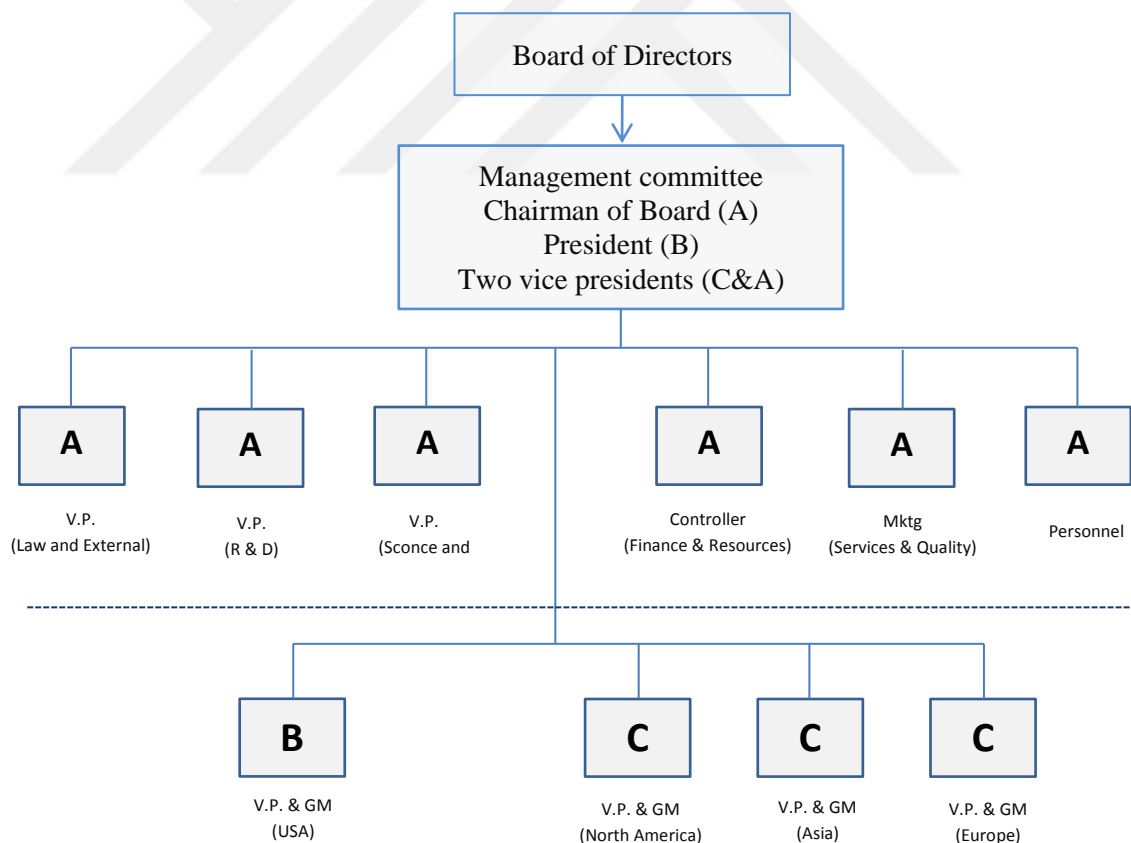 Board of Directors
Management committee
Chairman of Board (A)
President (B)
Two vice presidents (C&A)
A
A
A
A
A
A
V.P.
(Law and External)
V.P.
(R & D)
V.P.
(Sconce and
Controller
(Finance & Resources)
Mktg
(Services & Quality)
Personnel
B
C
C
C
V.P. & GM
(USA)
V.P. & GM
(North America)
V.P. & GM
(Asia)
V.P. & GM
(Europe)